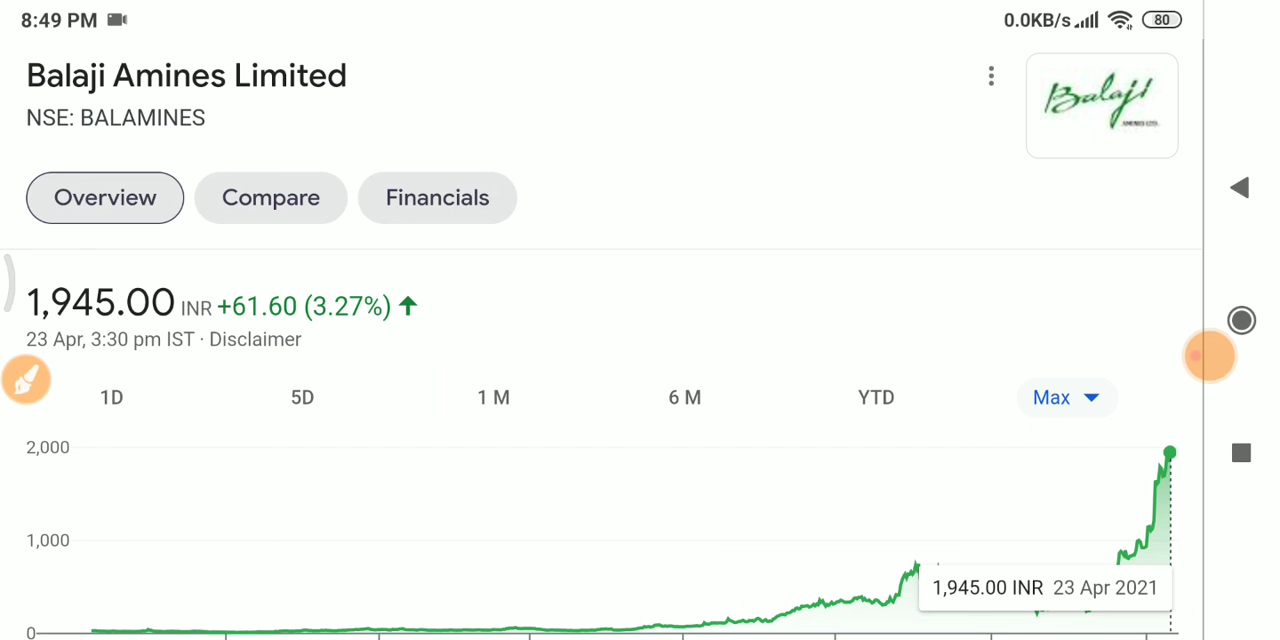 8:49 PM
0.0KB/s
80
Balaji Amines Limited
NSE: BALAMINES
Balaji
AMINES LTD.
Overview
Compare
Financials
1,945.00 INR +61.60 (3.27%)
23 Apr, 3:30 pm IST · Disclaimer
1D
5D
1 M
6 M
YTD
Max
2,000
1,000
1,945.00 INR 23 Apr 2021
0